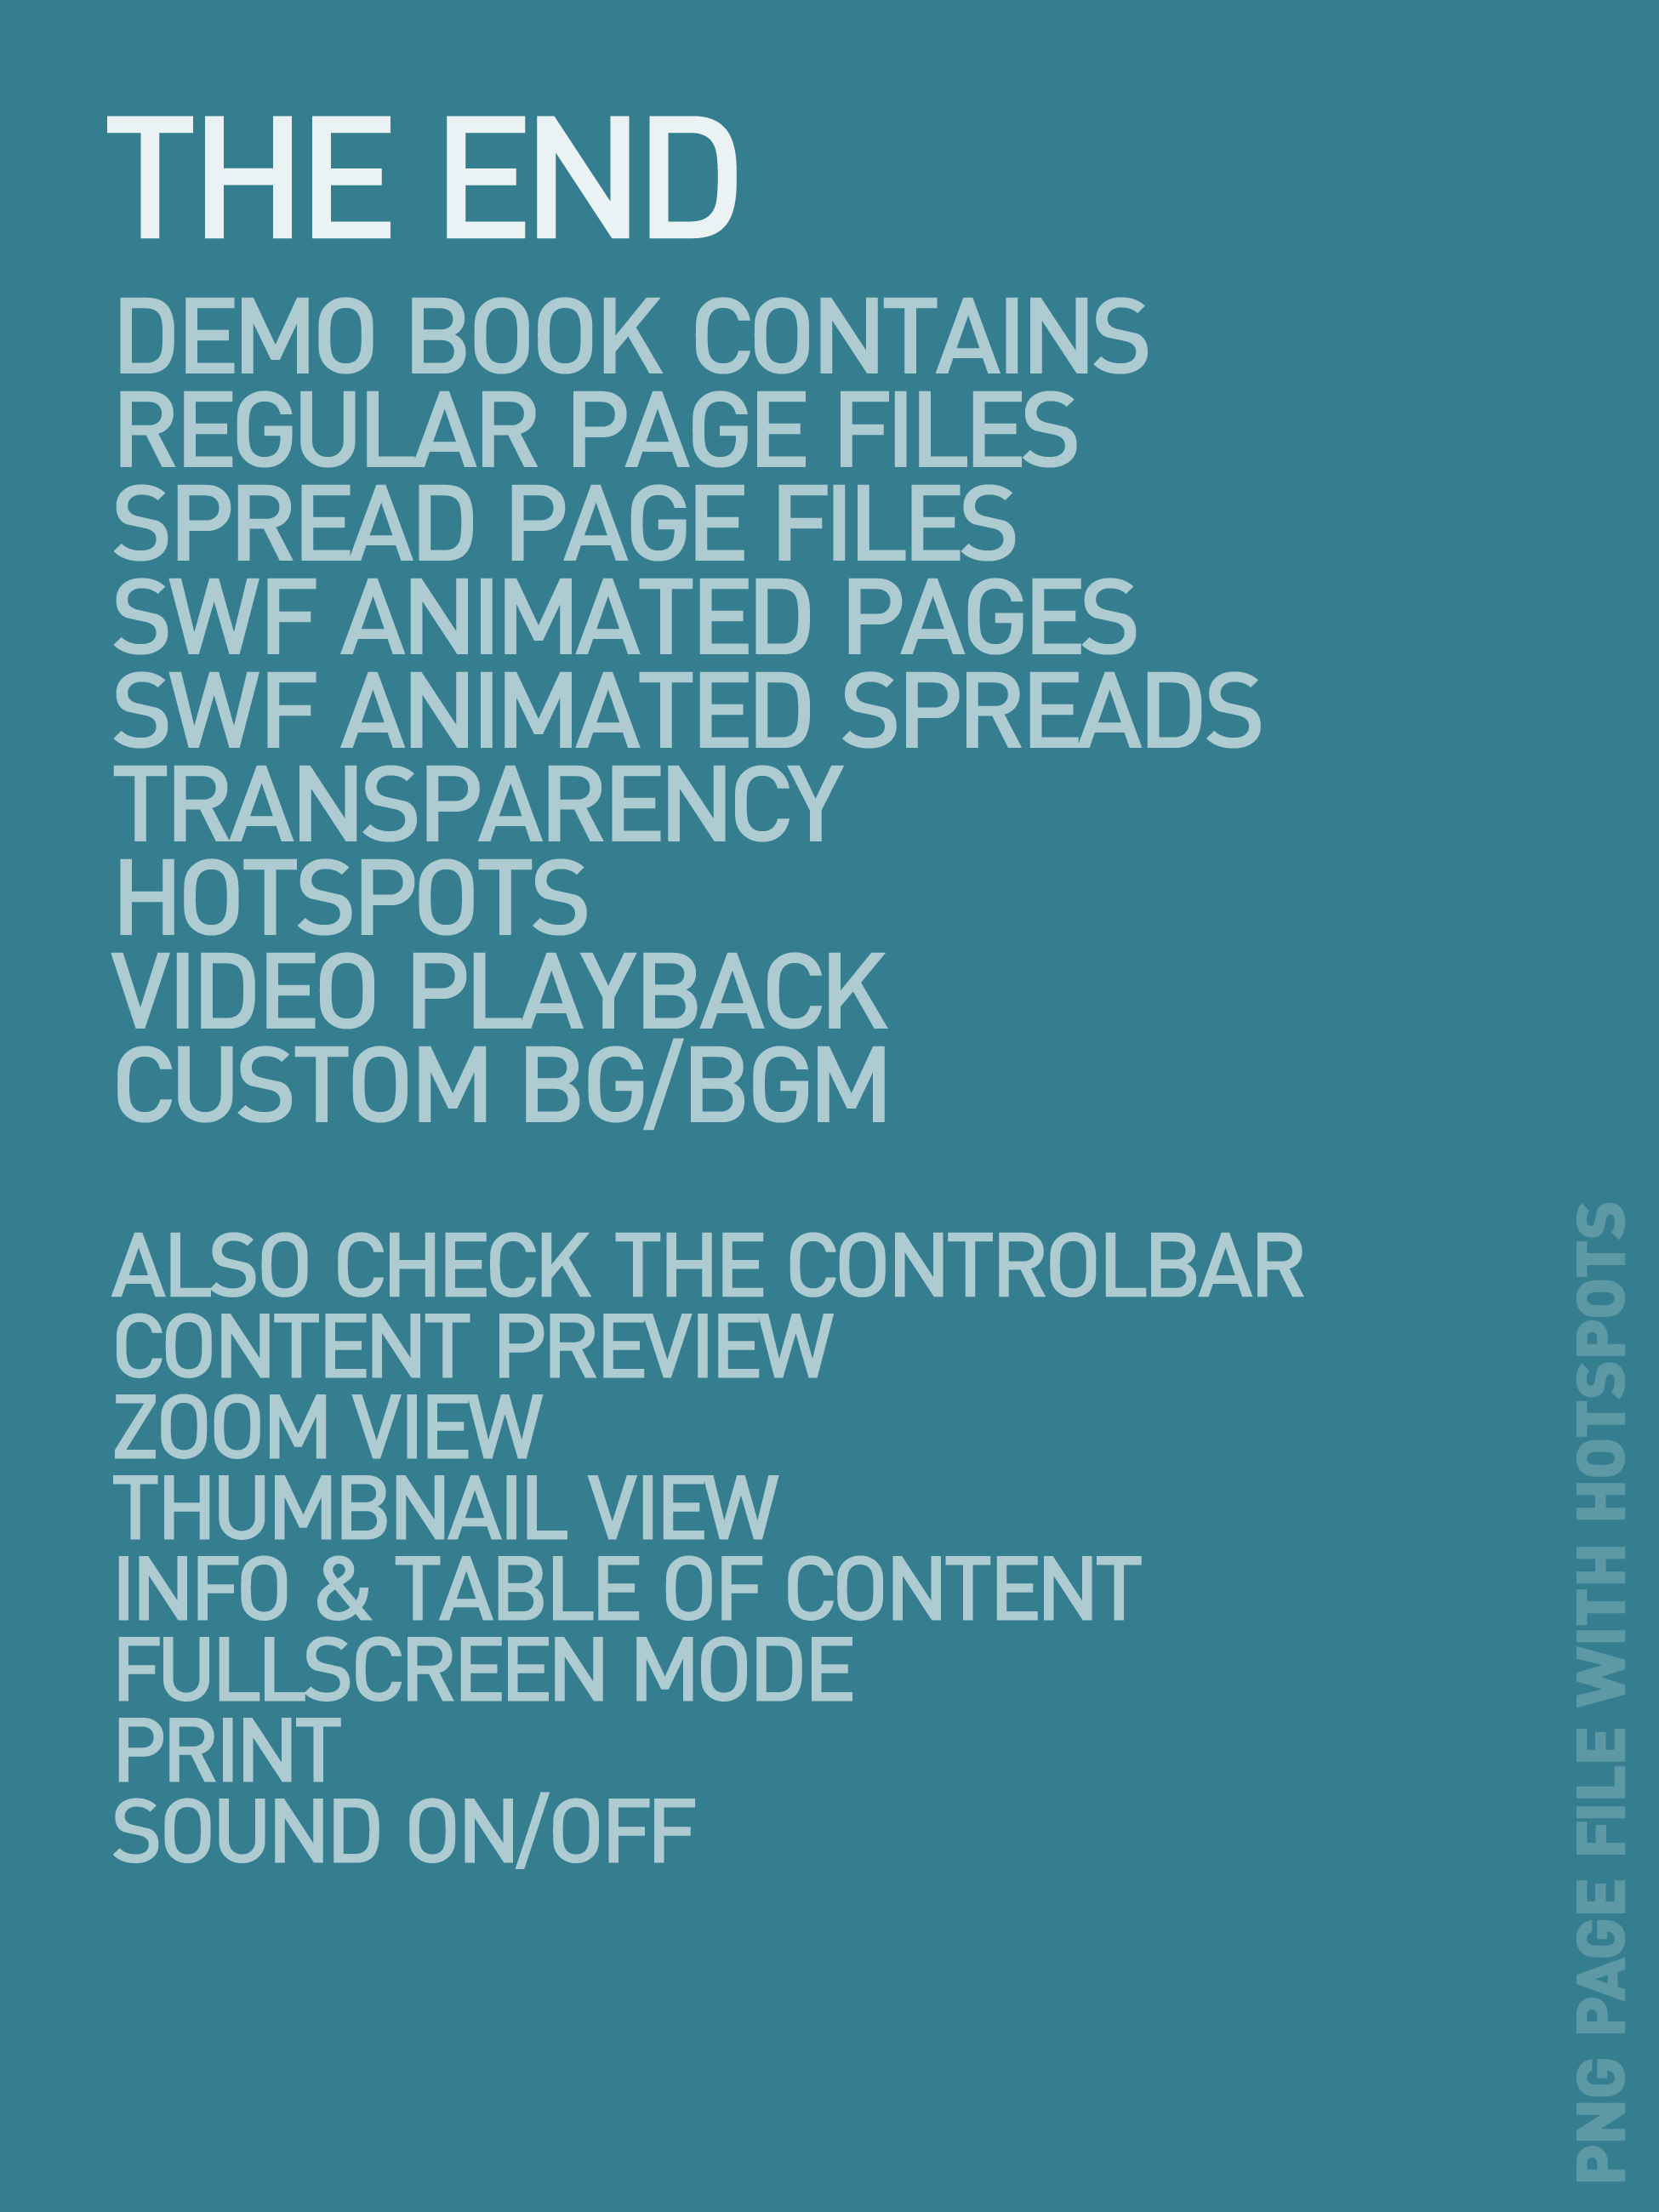 THE END
DEMO BOOK CONTAINS
REGULAR PAGE FILES
SPREAD PAGE FILES
SWF ANIMATED PAGES
SWF ANIMATED SPREADS
TRANSPARENCY
HOTSPOTS
VIDEO PLAYBACK
CUSTOM BG/BGM
ALSO CHECK THE CONTROLBAR
CONTENT PREVIEW
ZOOM VIEW
THUMBNAIL VIEW
INFO & TABLE OF CONTENT
FULLSCREEN MODE
PRINT
SOUND ON/OFF
PNG PAGE FILE WITH HOTSPOTS